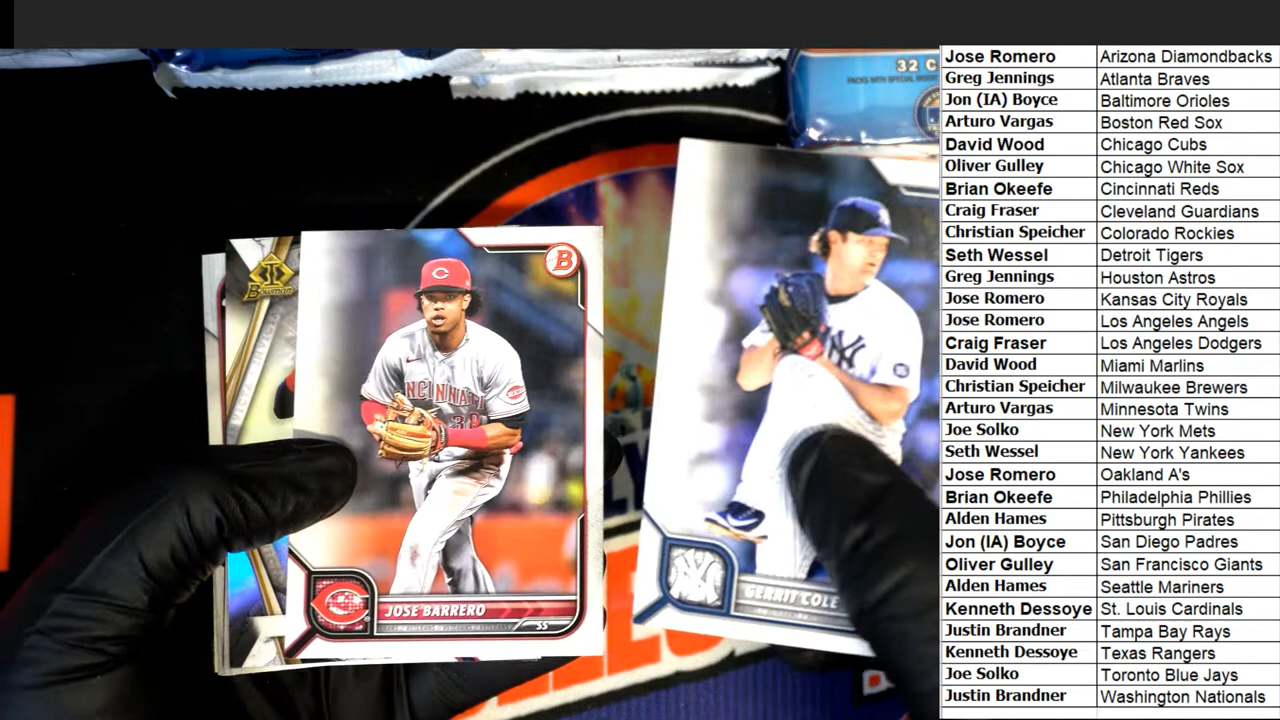 32 C
PACKS WITH SPECIAL INSERT
Bowman
B
CINCINNATI
JOSE BARRERO
SS
GERRIT COLE
Jose Romero Arizona Diamondbacks
Greg Jennings Atlanta Braves
Jon (IA) Boyce Baltimore Orioles
Arturo Vargas Boston Red Sox
David Wood Chicago Cubs
Oliver Gulley Chicago White Sox
Brian Okeefe Cincinnati Reds
Craig Fraser Cleveland Guardians
Christian Speicher Colorado Rockies
Seth Wessel Detroit Tigers
Greg Jennings Houston Astros
Jose Romero Kansas City Royals
Jose Romero Los Angeles Angels
Craig Fraser Los Angeles Dodgers
David Wood Miami Marlins
Christian Speicher Milwaukee Brewers
Arturo Vargas Minnesota Twins
Joe Solko New York Mets
Seth Wessel New York Yankees
Jose Romero Oakland A's
Brian Okeefe Philadelphia Phillies
Alden Hames Pittsburgh Pirates
Jon (IA) Boyce San Diego Padres
Oliver Gulley San Francisco Giants
Alden Hames Seattle Mariners
Kenneth Dessoye St. Louis Cardinals
Justin Brandner Tampa Bay Rays
Kenneth Dessoye Texas Rangers
Joe Solko Toronto Blue Jays
Justin Brandner Washington Nationals